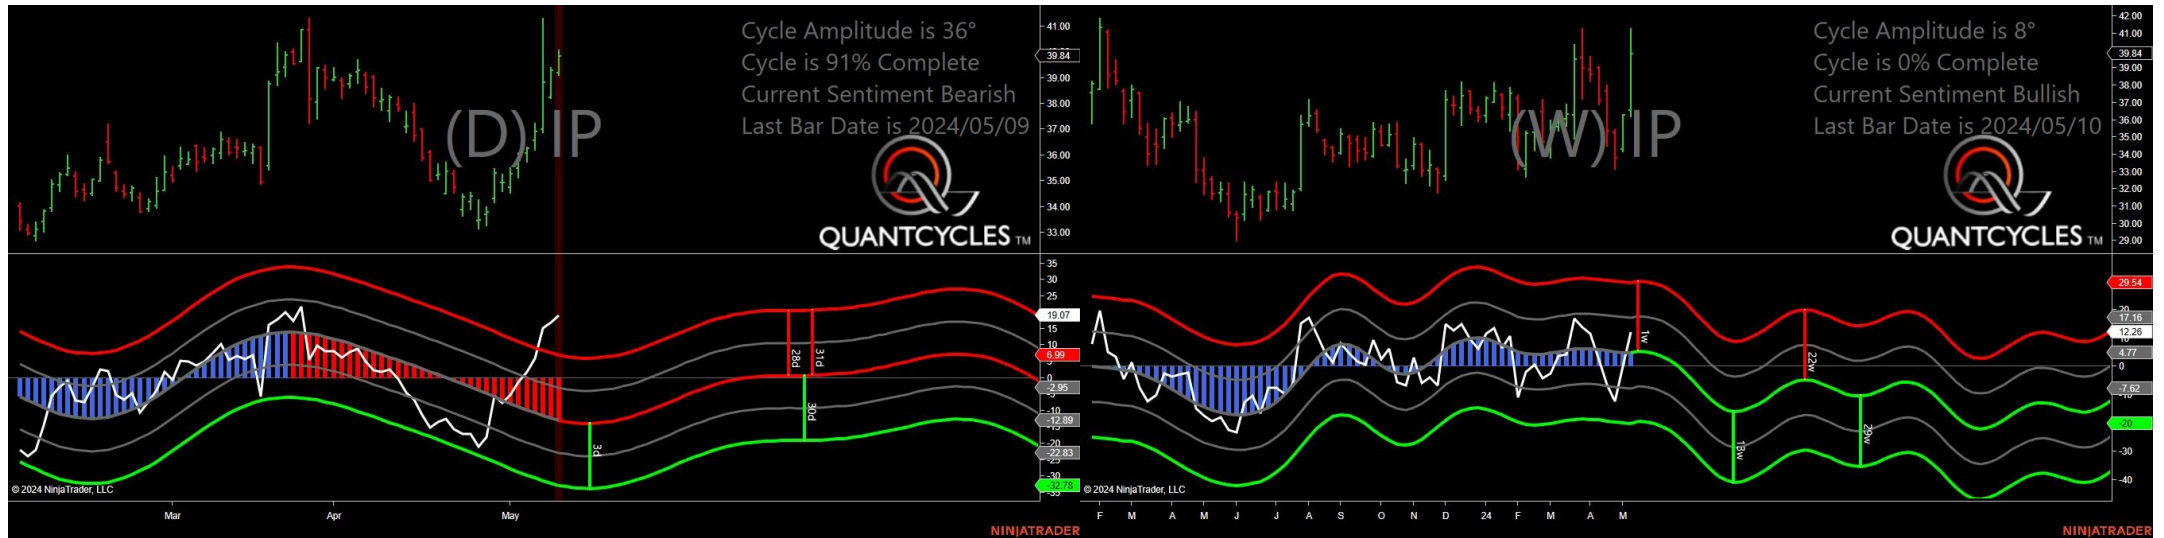 Cycle Amplitude is 36°
Cycle is 91% Complete
Current Sentiment Bearish
Last Bar Date is 2024/05/09
(D) IP
QUANTCYCLES TM
41.00
39.84
39.00
38.00
37.00
36.00
35.00
34.00
33.00
35
30
25
19.07
15
10
6.99
0
-2.95
-10
-12.89
-20
-22.83
-30
-32.78
-35
28d
31d
30d
3d
© 2024 NinjaTrader, LLC
Mar
Apr
May
NINJATRADER
Cycle Amplitude is 8°
Cycle is 0% Complete
Current Sentiment Bullish
Last Bar Date is 2024/05/10
(W) IP
QUANTCYCLES TM
42.00
41.00
39.84
39.00
38.00
37.00
36.00
35.00
34.00
33.00
32.00
31.00
30.00
29.00
29.54
20
17.16
12.26
4.77
0
-7.62
-10
-20
-30
-40
1w
22w
18w
29w
© 2024 NinjaTrader, LLC
F M A M J J A S O N D 24 F M A M
NINJATRADER